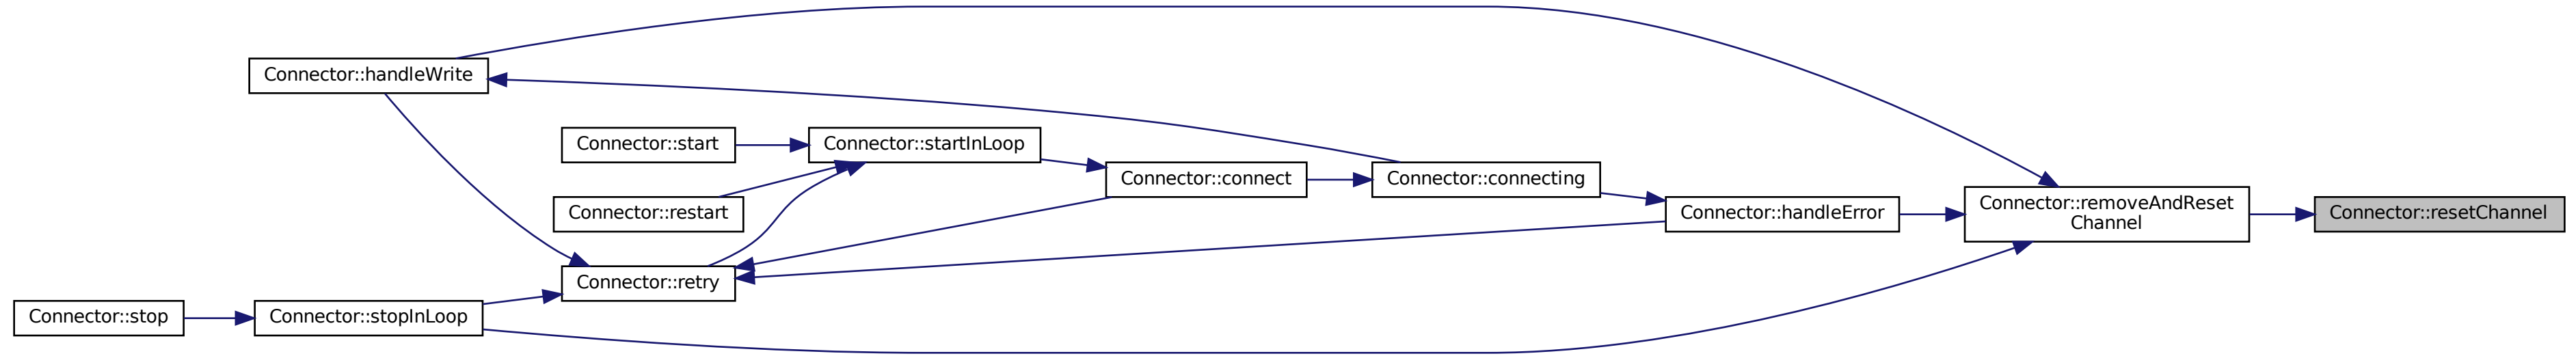 Connector::handleWrite
Connector::start
Connector::startInLoop
Connector::connect
Connector::connecting
Connector::restart
Connector::handleError
Connector::removeAndReset
Channel
Connector::resetChannel
Connector::retry
Connector::stop
Connector::stopInLoop